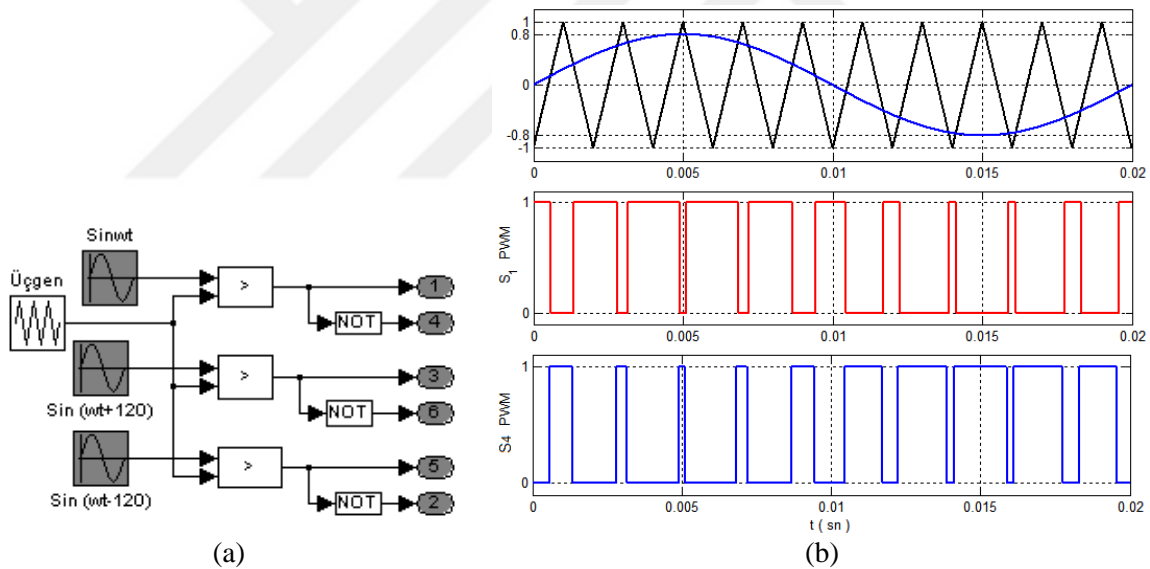 Sinwt
Üçgen
>
1
NOT
4
>
3
Sin (wt+120)
NOT
6
>
5
Sin (wt-120)
NOT
2
(a)
1
0.8
0
-0.8
-1
0 0.005 0.01 0.015 0.02
S1 PWM
1
0
0 0.005 0.01 0.015 0.02
S4 PWM
1
0
0 0.005 0.01 0.015 0.02
t ( sn )
(b)